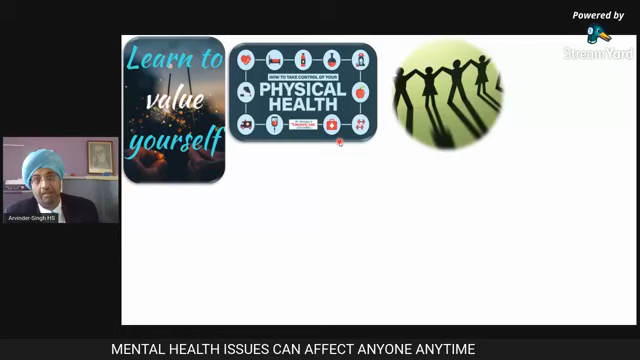 Powered by
StreamYard
Learn to
value
yourself
HOW TO TAKE CONTROL OF YOUR
PHYSICAL
HEALTH
Arvinder-Singh HS
MENTAL HEALTH ISSUES CAN AFFECT ANYONE ANYTIME